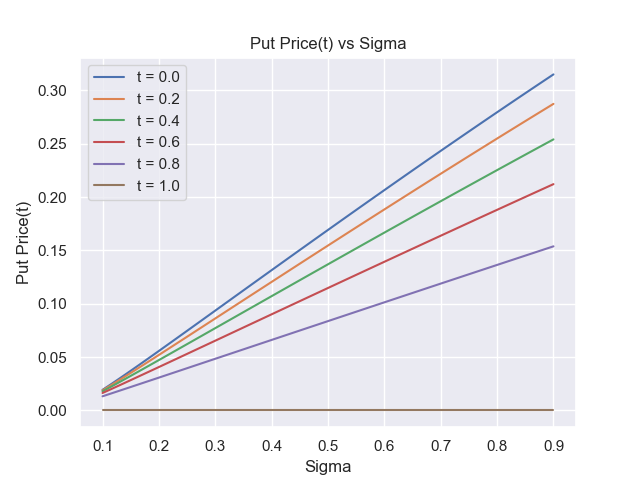 Put Price(t) vs Sigma
t = 0.0
t = 0.2
t = 0.4
t = 0.6
t = 0.8
t = 1.0
Put Price(t)
0.30
0.25
0.20
0.15
0.10
0.05
0.00
0.1 0.2 0.3 0.4 0.5 0.6 0.7 0.8 0.9
Sigma